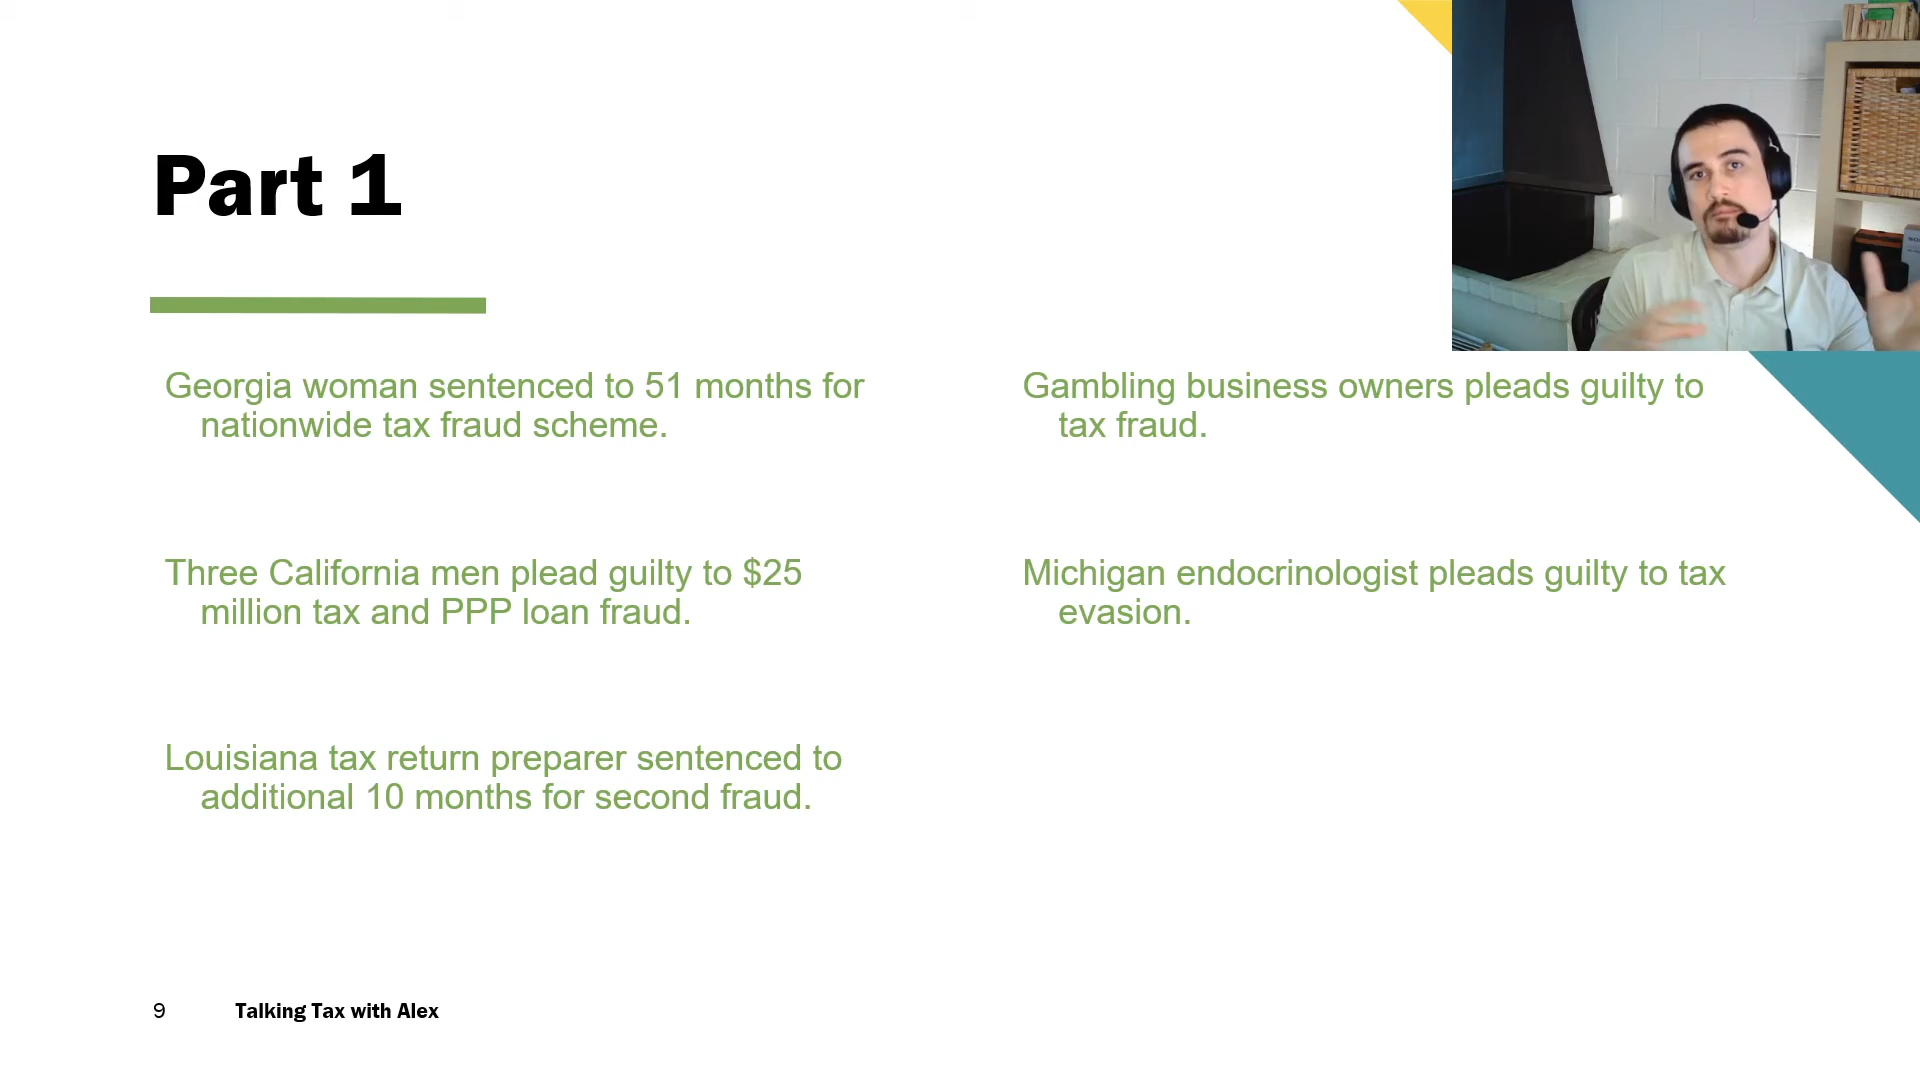 Part 1
Georgia woman sentenced to 51 months for
nationwide tax fraud scheme.
Three California men plead guilty to $25
million tax and PPP loan fraud.
Louisiana tax return preparer sentenced to
additional 10 months for second fraud.
Gambling business owners pleads guilty to
tax fraud.
Michigan endocrinologist pleads guilty to tax
evasion.
9
Talking Tax with Alex